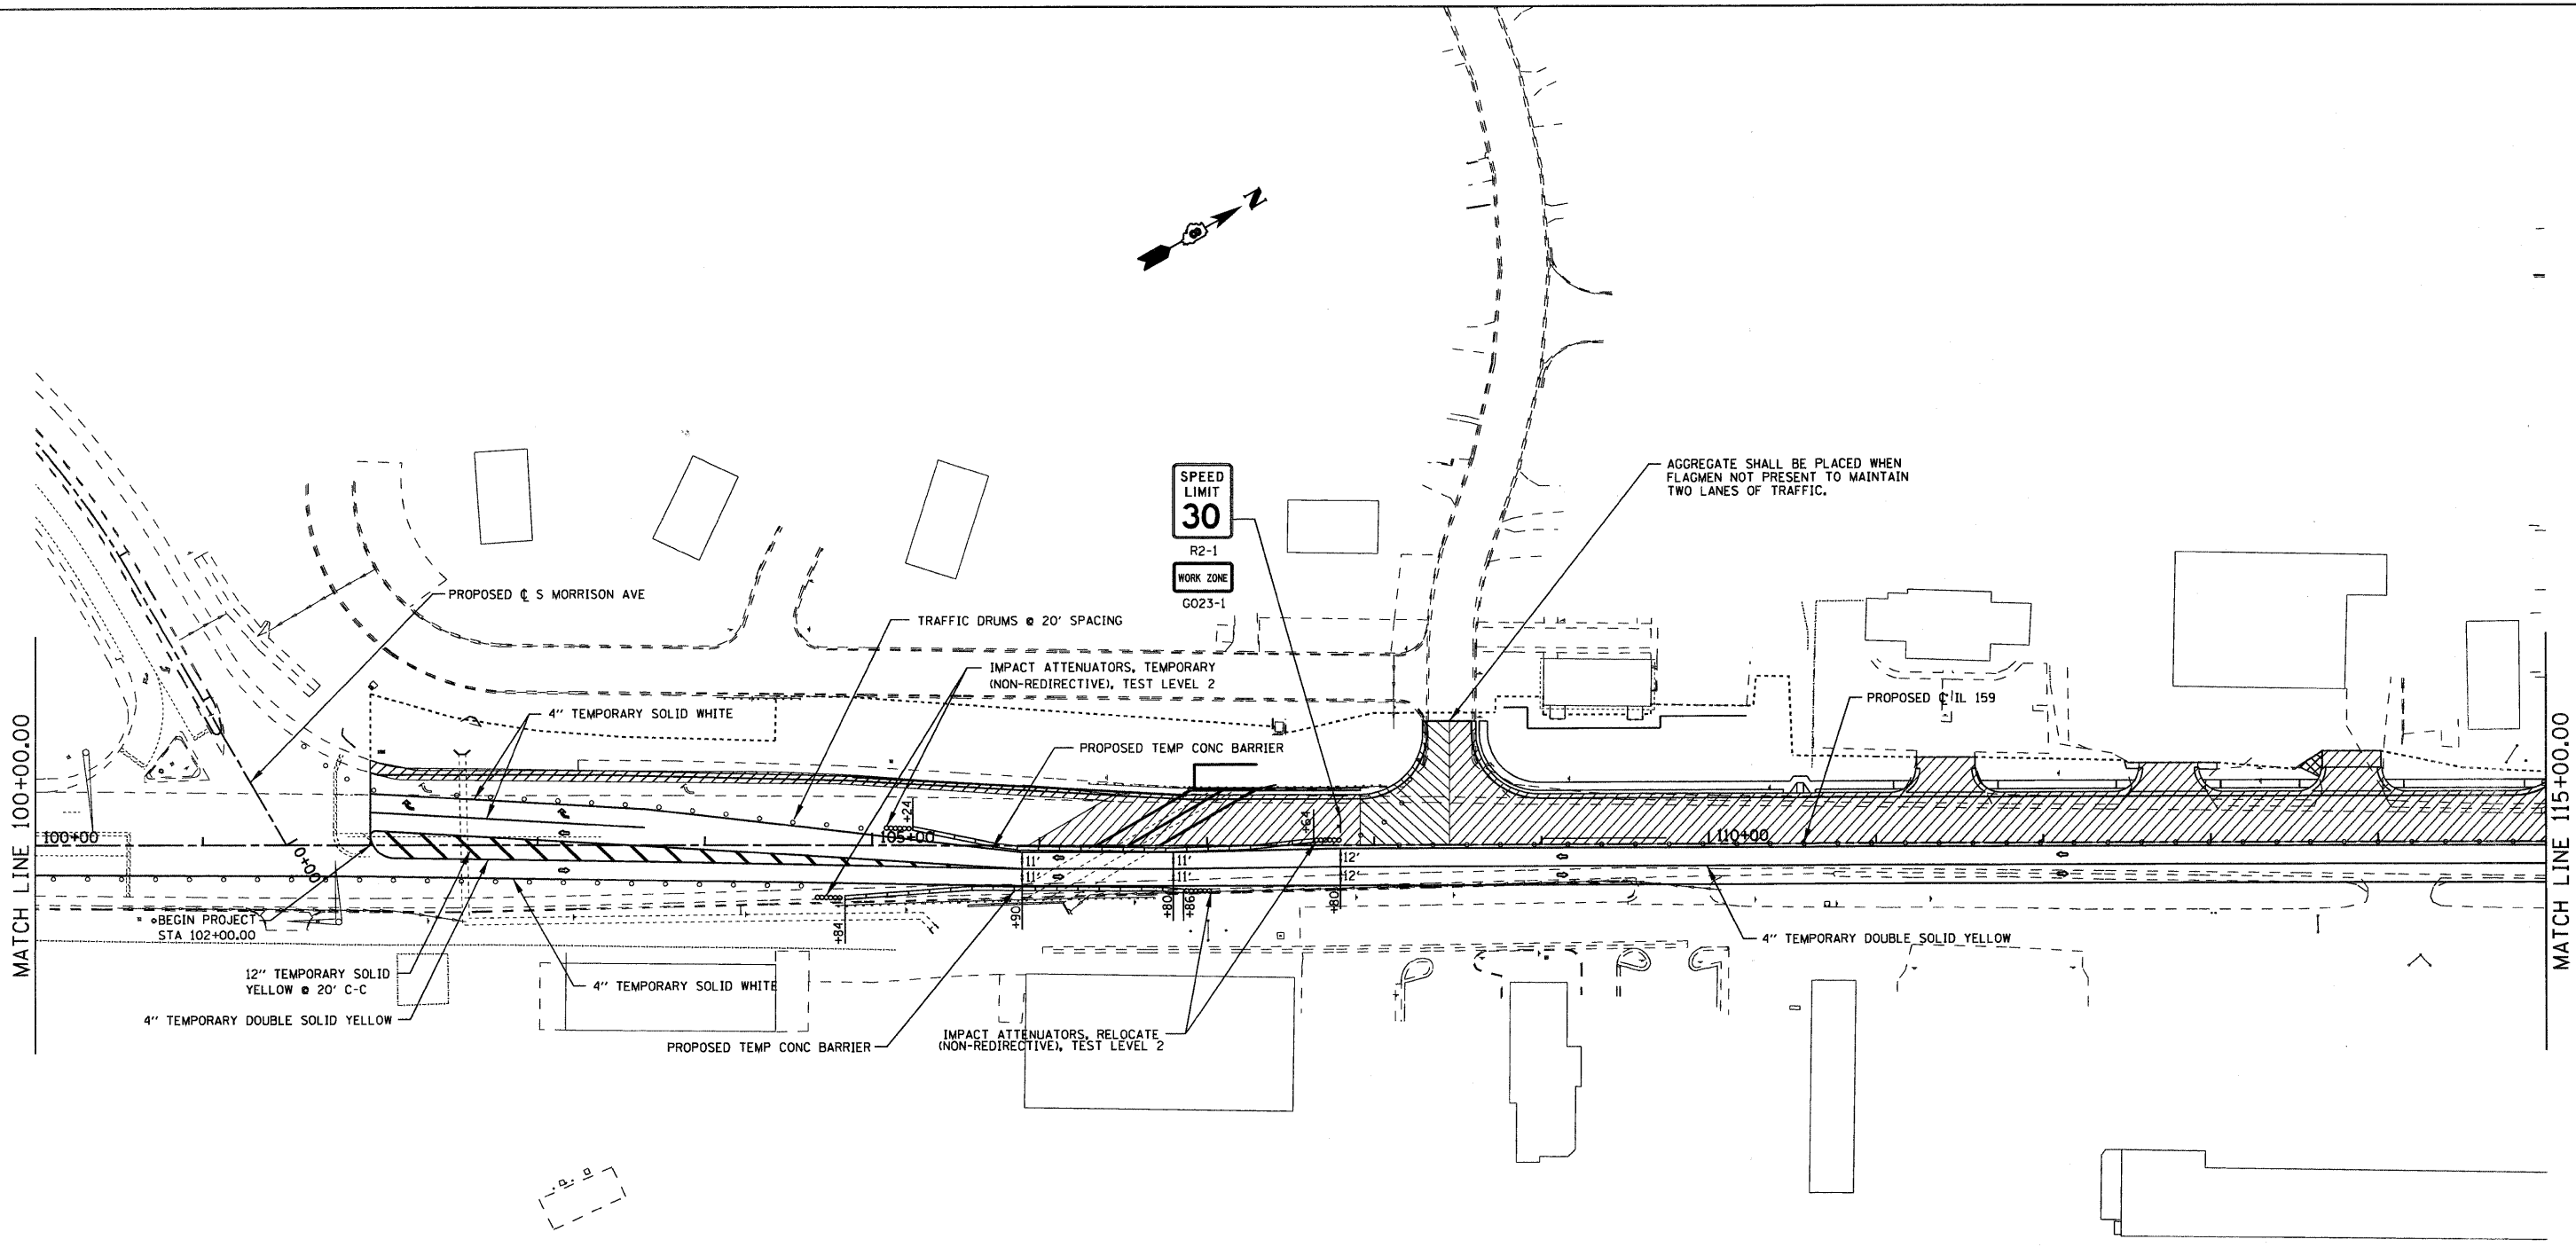 N
SPEED
LIMIT
30
R2-1
WORK ZONE
G023-1
AGGREGATE SHALL BE PLACED WHEN
FLAGMEN NOT PRESENT TO MAINTAIN
TWO LANES OF TRAFFIC.
PROPOSED ℄ S MORRISON AVE
TRAFFIC DRUMS @ 20' SPACING
IMPACT ATTENUATORS, TEMPORARY
(NON-REDIRECTIVE), TEST LEVEL 2
4" TEMPORARY SOLID WHITE
PROPOSED TEMP CONC BARRIER
PROPOSED ℄ IL 159
MATCH LINE 100+00.00
MATCH LINE 115+00.00
100+00
10+00
105+00
110+00
+24
+64
11'
11'
11'
11'
12'
12'
+84
+90
+80
+86
+80
BEGIN PROJECT
STA 102+00.00
12" TEMPORARY SOLID
YELLOW @ 20' C-C
4" TEMPORARY DOUBLE SOLID YELLOW
4" TEMPORARY SOLID WHITE
PROPOSED TEMP CONC BARRIER
IMPACT ATTENUATORS, RELOCATE
(NON-REDIRECTIVE), TEST LEVEL 2
4" TEMPORARY DOUBLE SOLID YELLOW